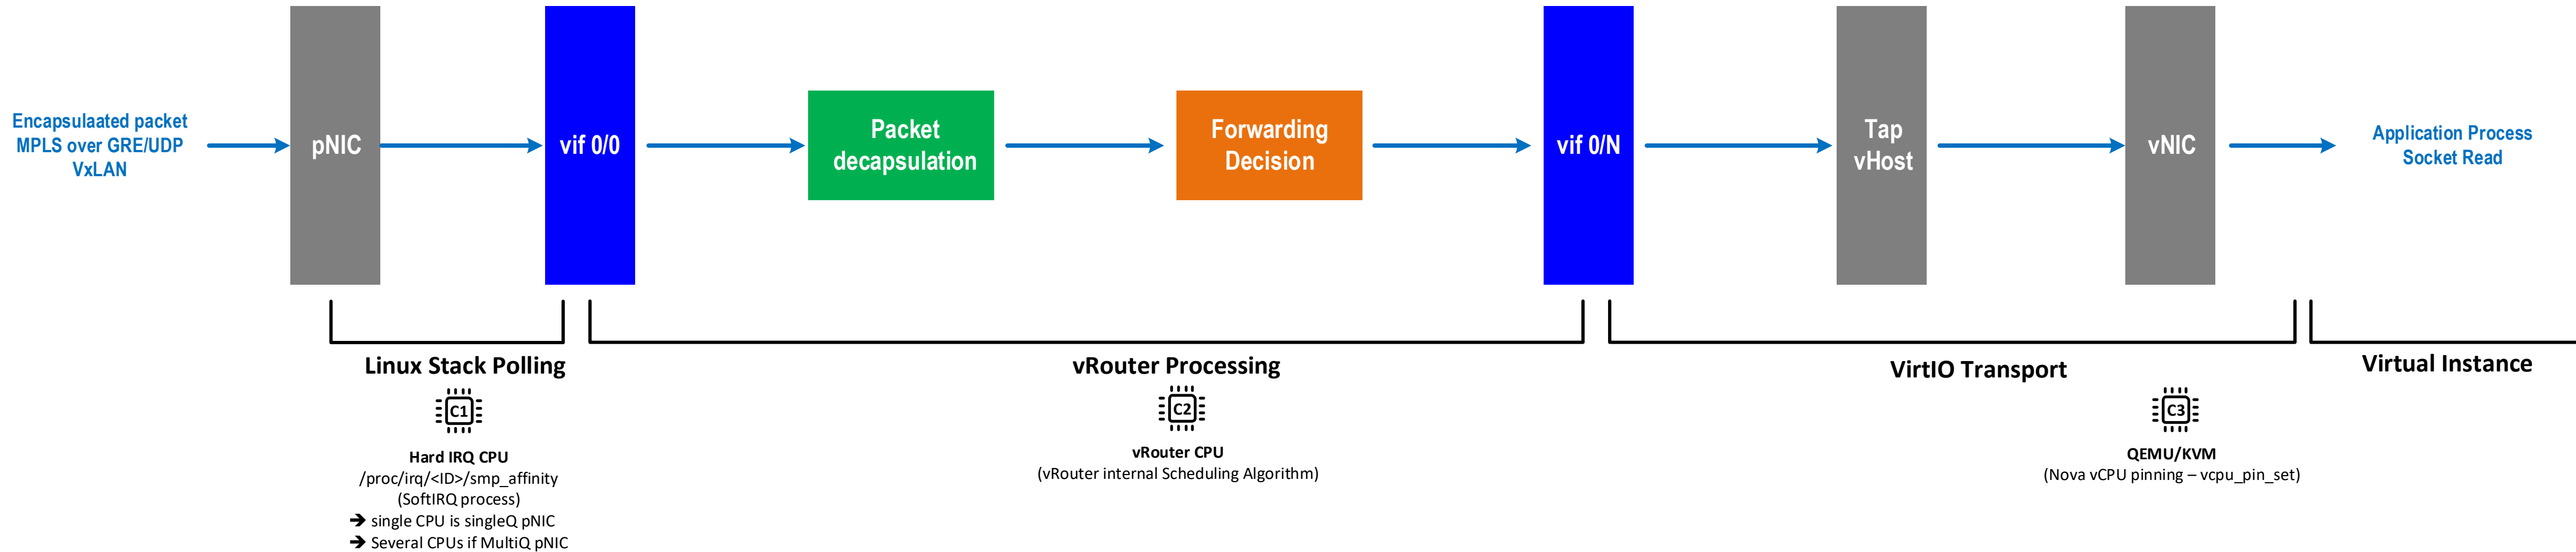 Encapsulaated packet
MPLS over GRE/UDP
VxLAN
pNIC
vif 0/0
Packet
decapsulation
Forwarding
Decision
vif 0/N
Tap
vHost
vNIC
Application Process
Socket Read
Linux Stack Polling
vRouter Processing
VirtIO Transport
Virtual Instance
C1
Hard IRQ CPU
/proc/irq/<ID>/smp_affinity
(SoftIRQ process)
➔ single CPU is singleQ pNIC
➔ Several CPUs if MultiQ pNIC
C2
vRouter CPU
(vRouter internal Scheduling Algorithm)
C3
QEMU/KVM
(Nova vCPU pinning – vcpu_pin_set)